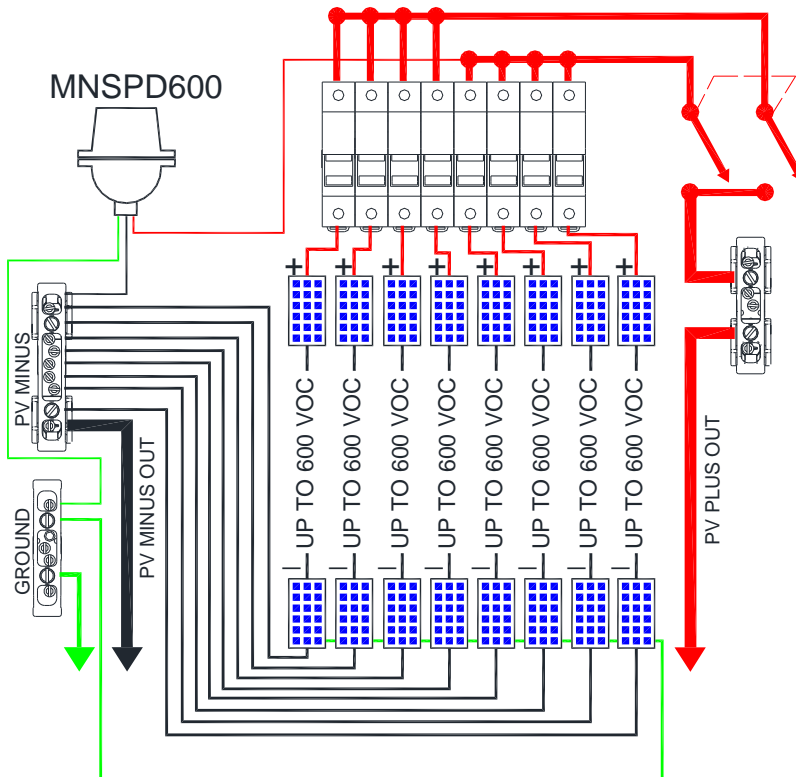 MNSPD600
+ + + + + + + +
PV MINUS
UP TO 600 VOC
UP TO 600 VOC
UP TO 600 VOC
UP TO 600 VOC
UP TO 600 VOC
UP TO 600 VOC
UP TO 600 VOC
UP TO 600 VOC
PV MINUS OUT
PV PLUS OUT
GROUND
– – – – – – – –